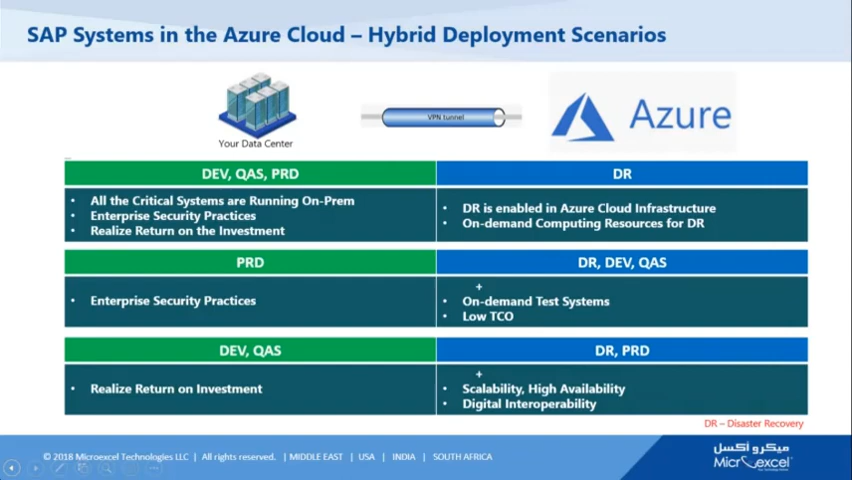 SAP Systems in the Azure Cloud – Hybrid Deployment Scenarios
Your Data Center
VPN tunnel
Azure
DEV, QAS, PRD
DR
• All the Critical Systems are Running On-Prem
• Enterprise Security Practices
• Realize Return on the Investment
• DR is enabled in Azure Cloud Infrastructure
• On-demand Computing Resources for DR
PRD
DR, DEV, QAS
• Enterprise Security Practices
+
• On-demand Test Systems
• Low TCO
DEV, QAS
DR, PRD
• Realize Return on Investment
+
• Scalability, High Availability
• Digital Interoperability
DR – Disaster Recovery
© 2018 Microexcel Technologies LLC | All rights reserved. | MIDDLE EAST | USA | INDIA | SOUTH AFRICA
ميكرو أكسل
Microexcel